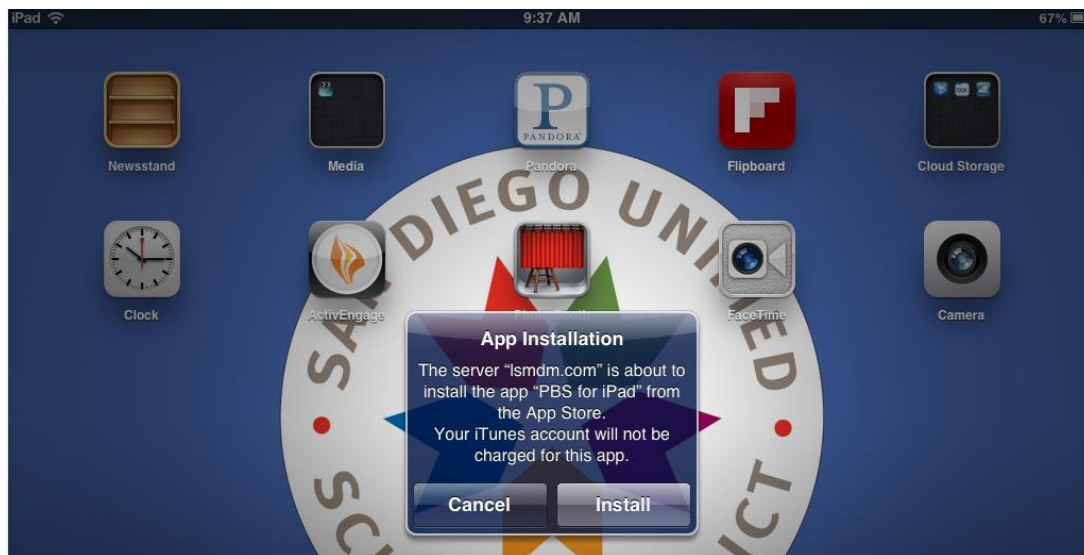 iPad 9:37 AM 67%
PANDORA
Newsstand Media Pandora Flipboard Cloud Storage
Clock ActivEngage Photo Booth FaceTime Camera
SAN DIEGO UNIFIED
SCHOOL DISTRICT
App Installation
The server “lsmdm.com” is about to
install the app “PBS for iPad” from
the App Store.
Your iTunes account will not be
charged for this app.
Cancel Install